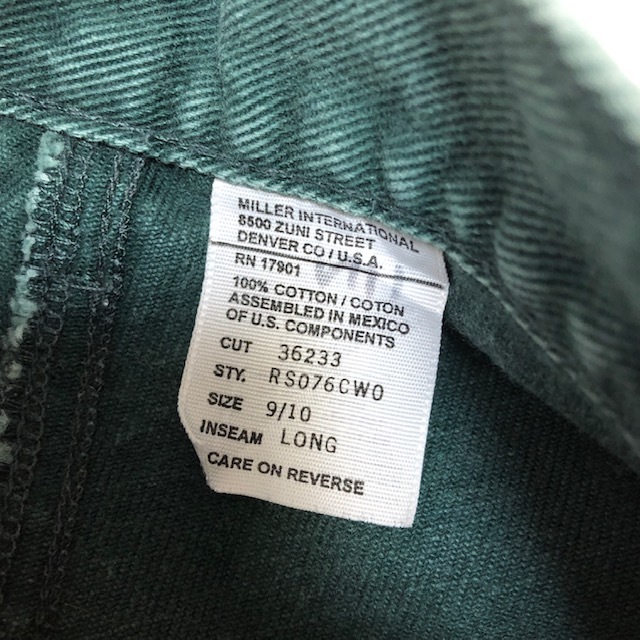 MILLER INTERNATIONAL
8500 ZUNI STREET
DENVER CO / U.S.A.
RN 17901
100% COTTON / COTON
ASSEMBLED IN MEXICO
OF U.S. COMPONENTS
CUT 36233
STY. RS076CWO
SIZE 9/10
INSEAM LONG
CARE ON REVERSE